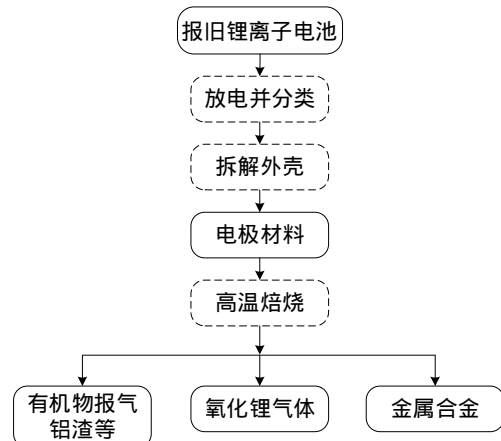 报旧锂离子电池
放电并分类
拆解外壳
电极材料
高温焙烧
有机物报气
铝渣等
氧化锂气体
金属合金